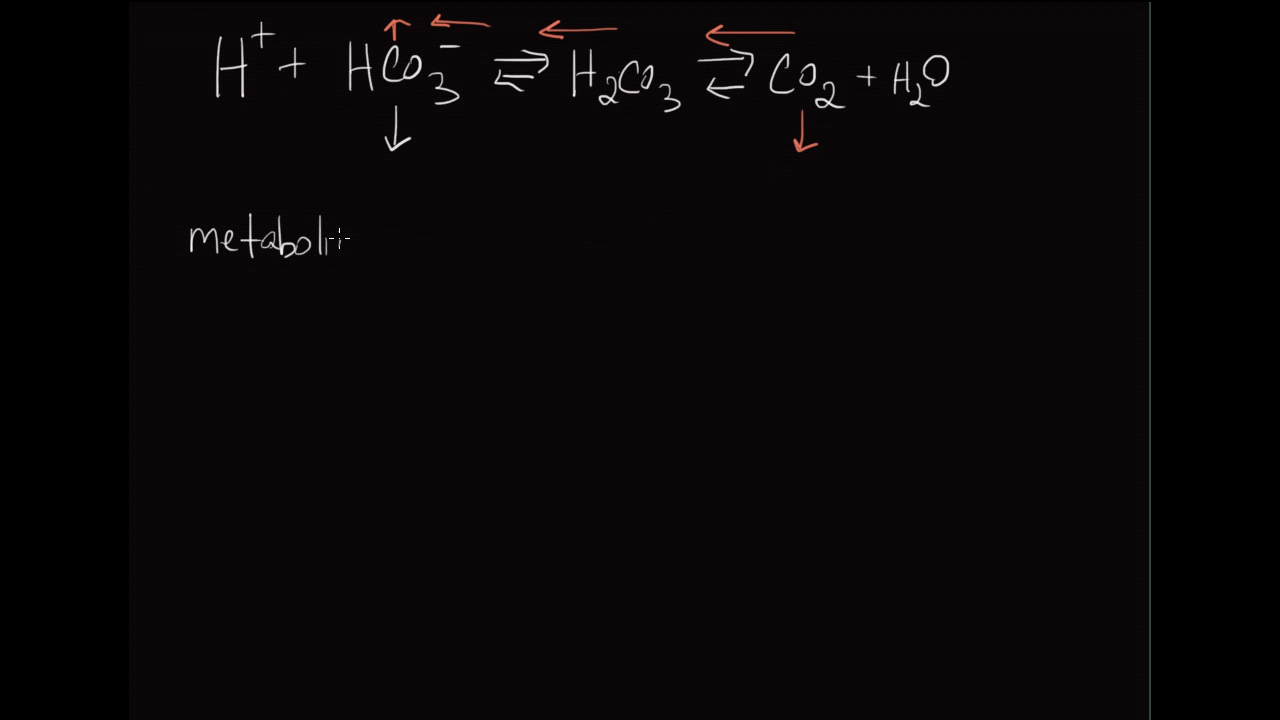 H⁺ + HCO₃⁻ ⇌ H₂CO₃ ⇌ CO₂ + H₂O
metaboli